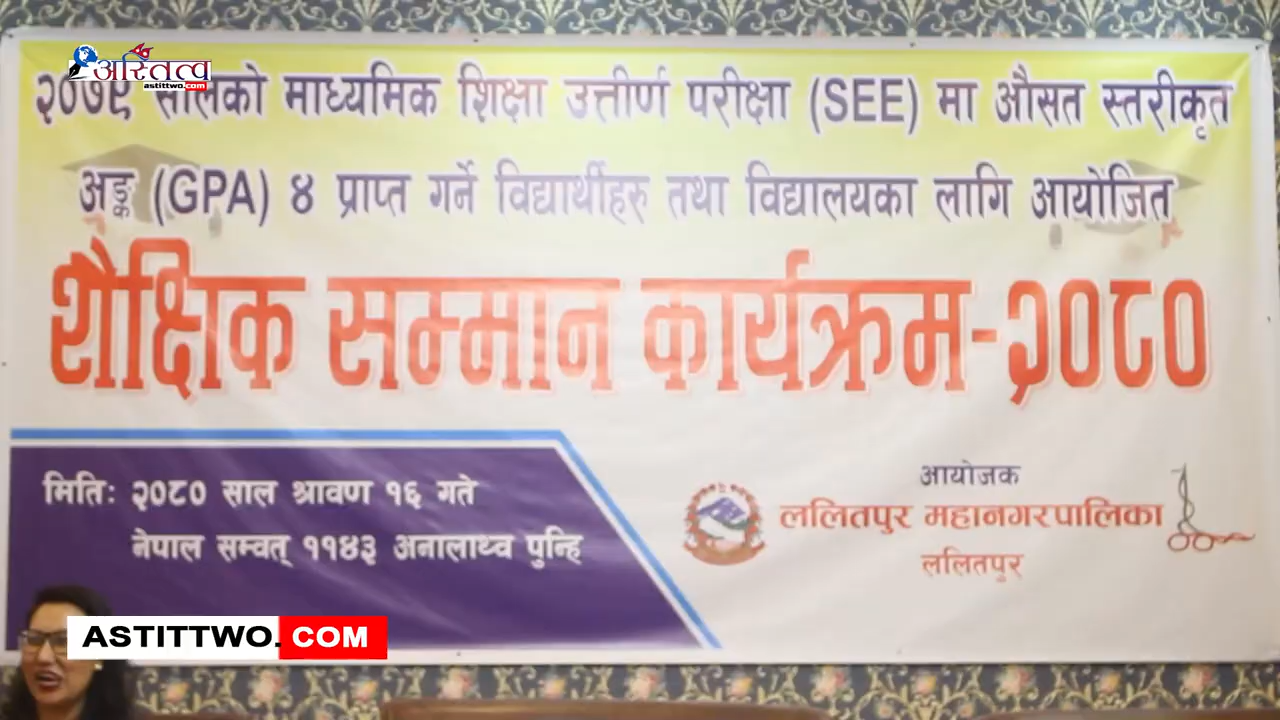 अस्तित्व
astittwo.com
२०७९ सालको माध्यमिक शिक्षा उत्तीर्ण परीक्षा (SEE) मा औसत स्तरीकृत
अङ्क (GPA) ४ प्राप्त गर्ने विद्यार्थीहरु तथा विद्यालयका लागि आयोजित
शैक्षिक सम्मान कार्यक्रम-२०८०
मितिः २०८० साल श्रावण १६ गते
नेपाल सम्वत् ११४३ अनालाथ्व पुन्हि
आयोजक
ललितपुर महानगरपालिका
ललितपुर
ASTITTWO.COM